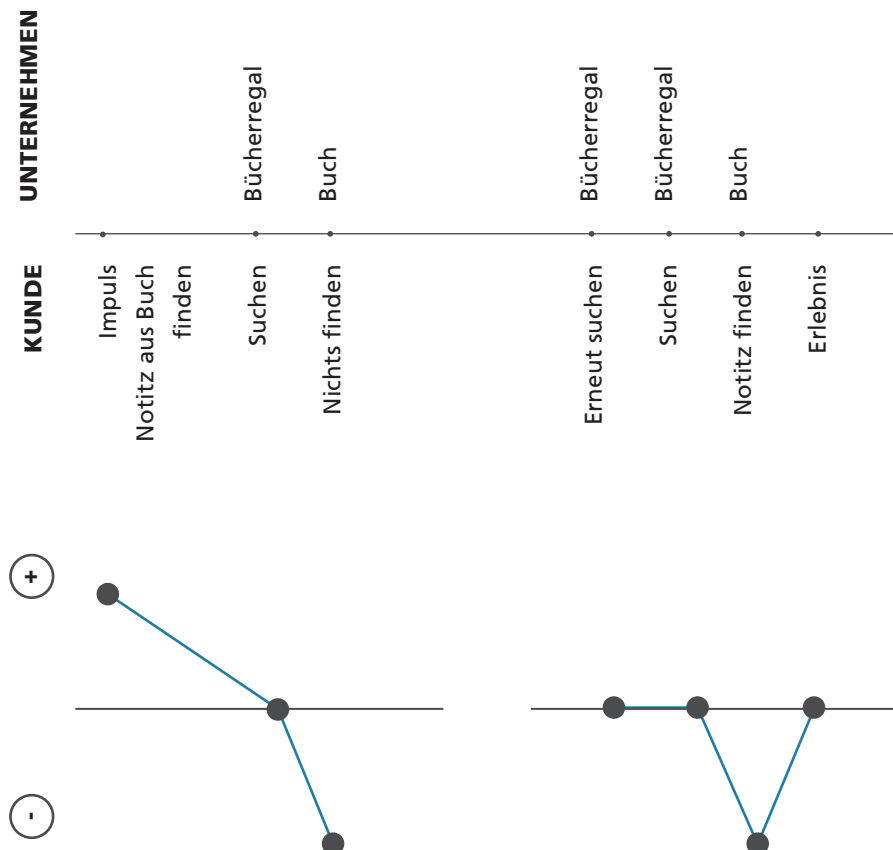 UNTERNEHMEN
Bücherregal
Buch
Bücherregal
Bücherregal
Buch
KUNDE
Impuls
Notitz aus Buch
finden
Suchen
Nichts finden
Erneut suchen
Suchen
Notitz finden
Erlebnis
+
-